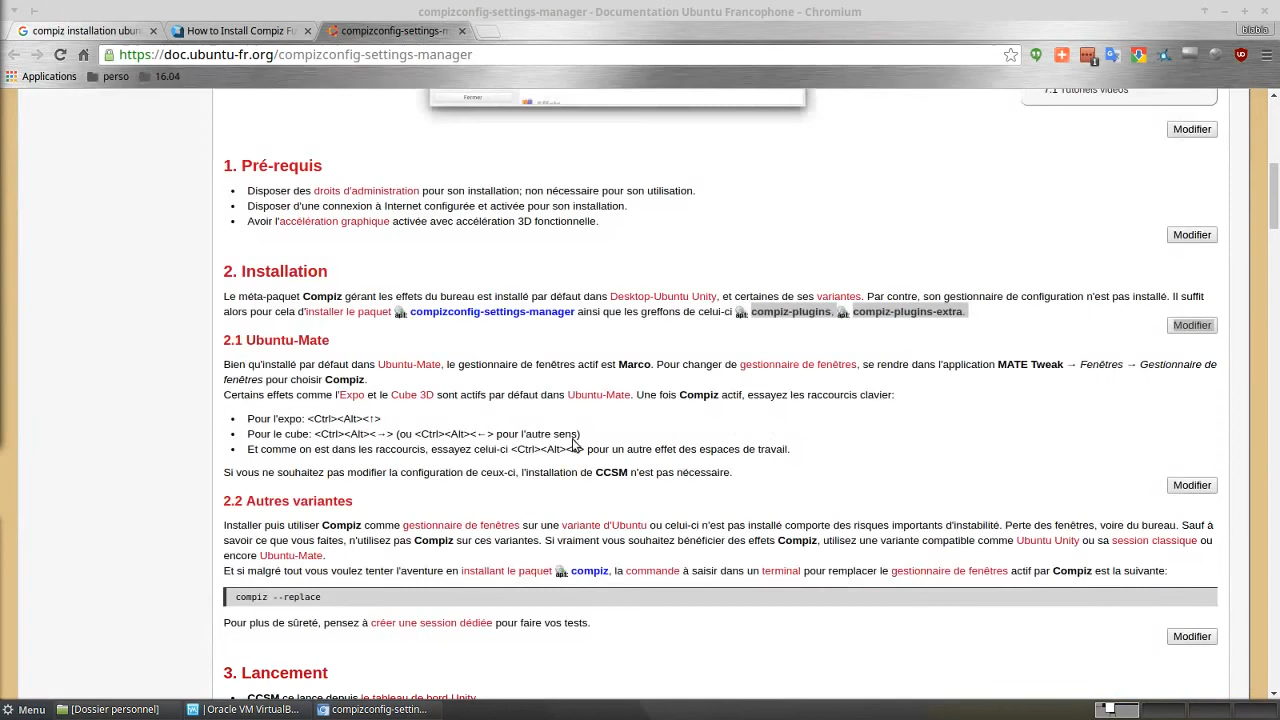 compizconfig-settings-manager - Documentation Ubuntu Francophone – Chromium
compiz installation ubun
How to Install Compiz Fu
compizconfig-settings-m
blabla
https://doc.ubuntu-fr.org/compizconfig-settings-manager
Applications
perso
16.04
Fermer
7.1 Tutoriels vidéos
Modifier
1. Pré-requis
• Disposer des droits d'administration pour son installation; non nécessaire pour son utilisation.
• Disposer d'une connexion à Internet configurée et activée pour son installation.
• Avoir l'accélération graphique activée avec accélération 3D fonctionnelle.
Modifier
2. Installation
Le méta-paquet Compiz gérant les effets du bureau est installé par défaut dans Desktop-Ubuntu Unity, et certaines de ses variantes. Par contre, son gestionnaire de configuration n'est pas installé. Il suffit
alors pour cela d'installer le paquet compizconfig-settings-manager ainsi que les greffons de celui-ci compiz-plugins, compiz-plugins-extra.
Modifier
2.1 Ubuntu-Mate
Bien qu'installé par défaut dans Ubuntu-Mate, le gestionnaire de fenêtres actif est Marco. Pour changer de gestionnaire de fenêtres, se rendre dans l'application MATE Tweak → Fenêtres → Gestionnaire de
fenêtres pour choisir Compiz.
Certains effets comme l'Expo et le Cube 3D sont actifs par défaut dans Ubuntu-Mate. Une fois Compiz actif, essayez les raccourcis clavier:
• Pour l'expo: <Ctrl><Alt><↑>
• Pour le cube: <Ctrl><Alt><→> (ou <Ctrl><Alt><←> pour l'autre sens)
• Et comme on est dans les raccourcis, essayez celui-ci <Ctrl><Alt>< > pour un autre effet des espaces de travail.
Si vous ne souhaitez pas modifier la configuration de ceux-ci, l'installation de CCSM n'est pas nécessaire.
Modifier
2.2 Autres variantes
Installer puis utiliser Compiz comme gestionnaire de fenêtres sur une variante d'Ubuntu ou celui-ci n'est pas installé comporte des risques importants d'instabilité. Perte des fenêtres, voire du bureau. Sauf à
savoir ce que vous faites, n'utilisez pas Compiz sur ces variantes. Si vraiment vous souhaitez bénéficier des effets Compiz, utilisez une variante compatible comme Ubuntu Unity ou sa session classique ou
encore Ubuntu-Mate.
Et si malgré tout vous voulez tenter l'aventure en installant le paquet compiz, la commande à saisir dans un terminal pour remplacer le gestionnaire de fenêtres actif par Compiz est la suivante:
compiz --replace
Pour plus de sûreté, pensez à créer une session dédiée pour faire vos tests.
Modifier
3. Lancement
• CCSM ce lance depuis le tableau de bord Unity
Menu
[Dossier personnel]
Oracle VM VirtualB...
compizconfig-settin...